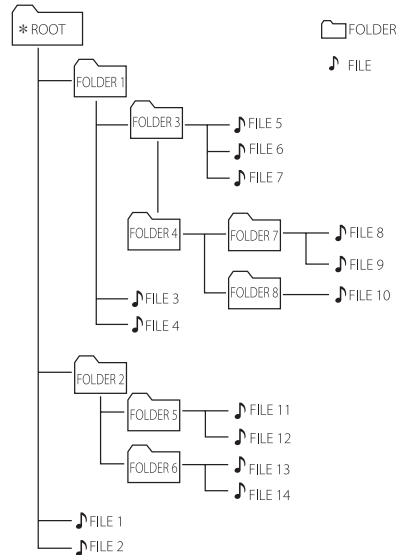 * ROOT
FOLDER
FILE
FOLDER 1
FOLDER 3
FILE 5
FILE 6
FILE 7
FOLDER 4
FOLDER 7
FILE 8
FILE 9
FOLDER 8
FILE 10
FILE 3
FILE 4
FOLDER 2
FOLDER 5
FILE 11
FILE 12
FOLDER 6
FILE 13
FILE 14
FILE 1
FILE 2